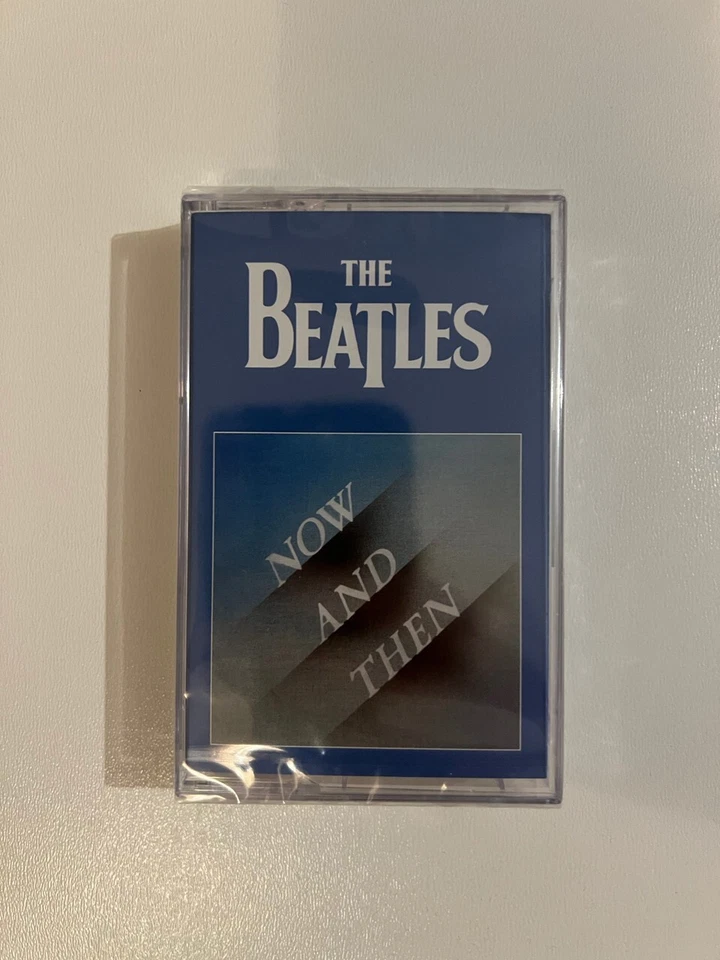 THE
BEATLES
NOW
AND
THEN